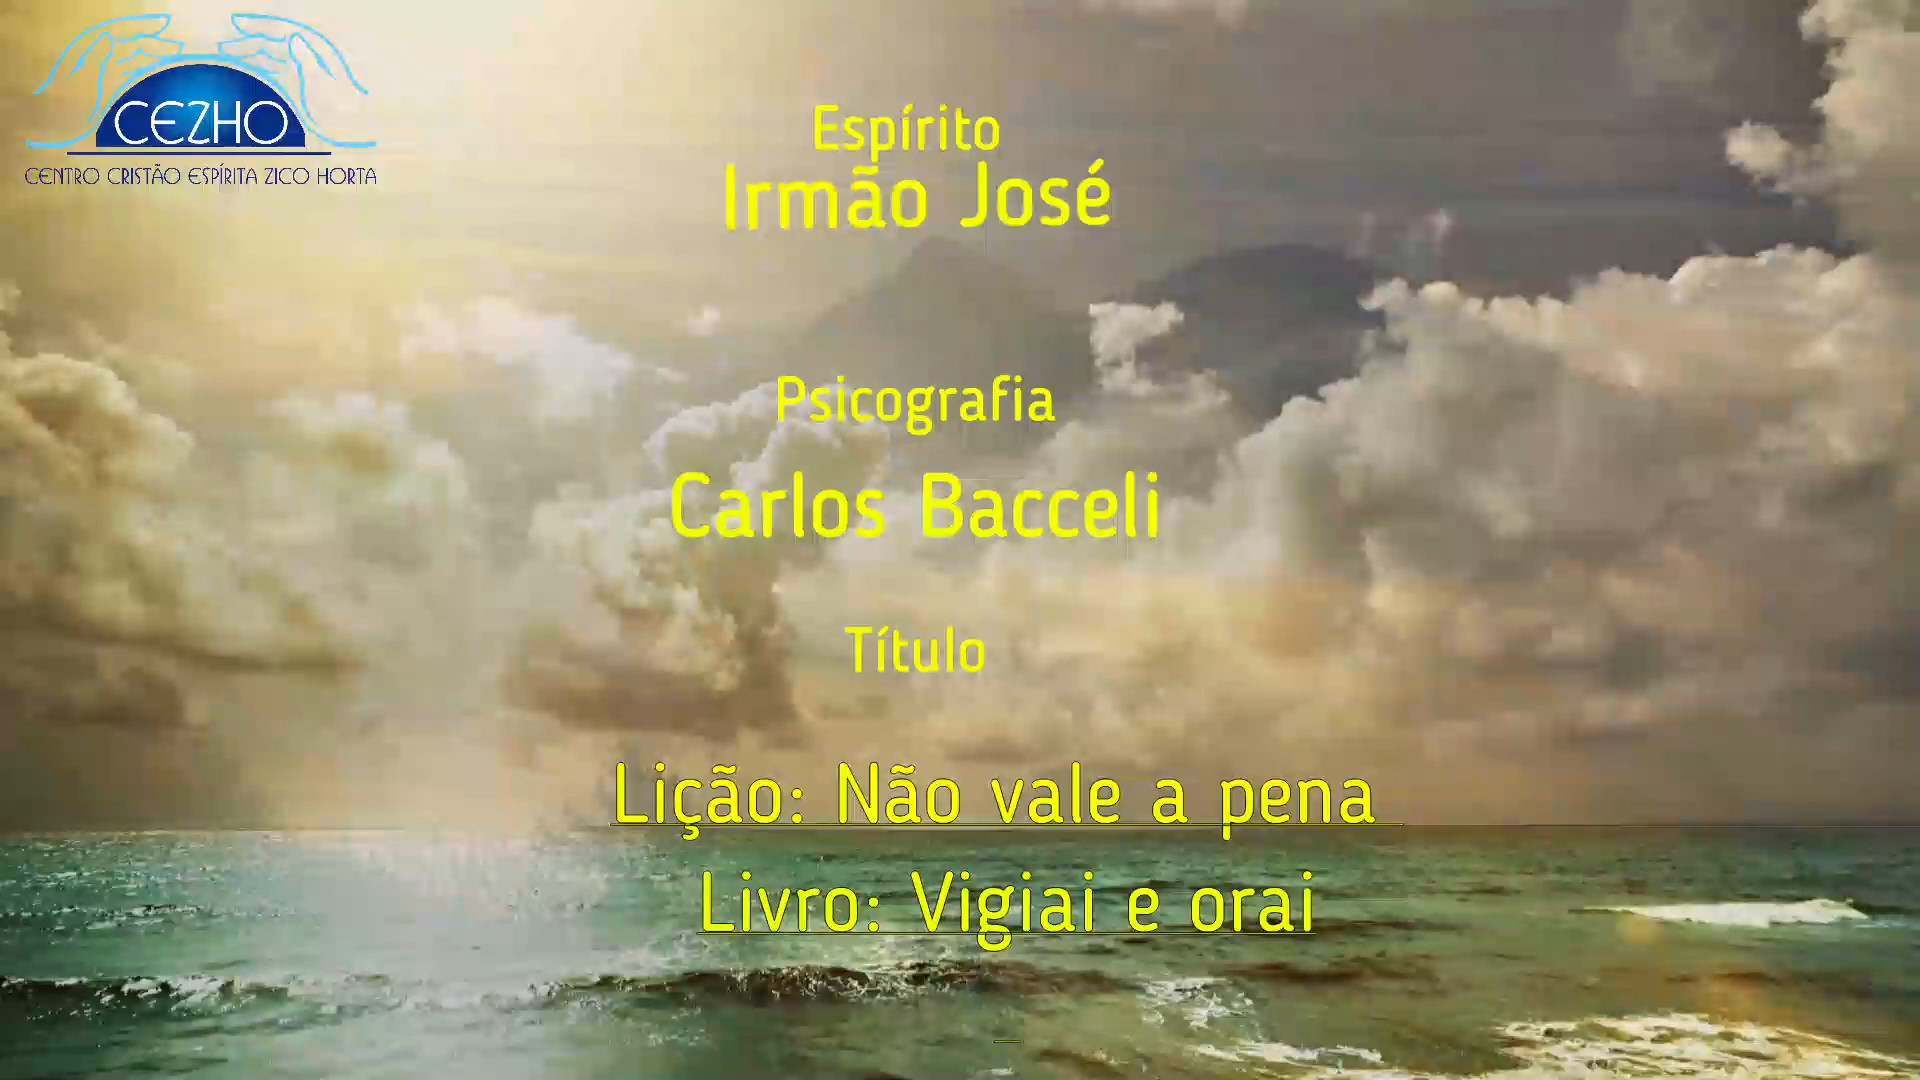 CEZHO
CENTRO CRISTÃO ESPÍRITA ZICO HORTA
Espírito
Irmão José
Psicografia
Carlos Bacceli
Título
Lição: Não vale a pena
Livro: Vigiai e orai